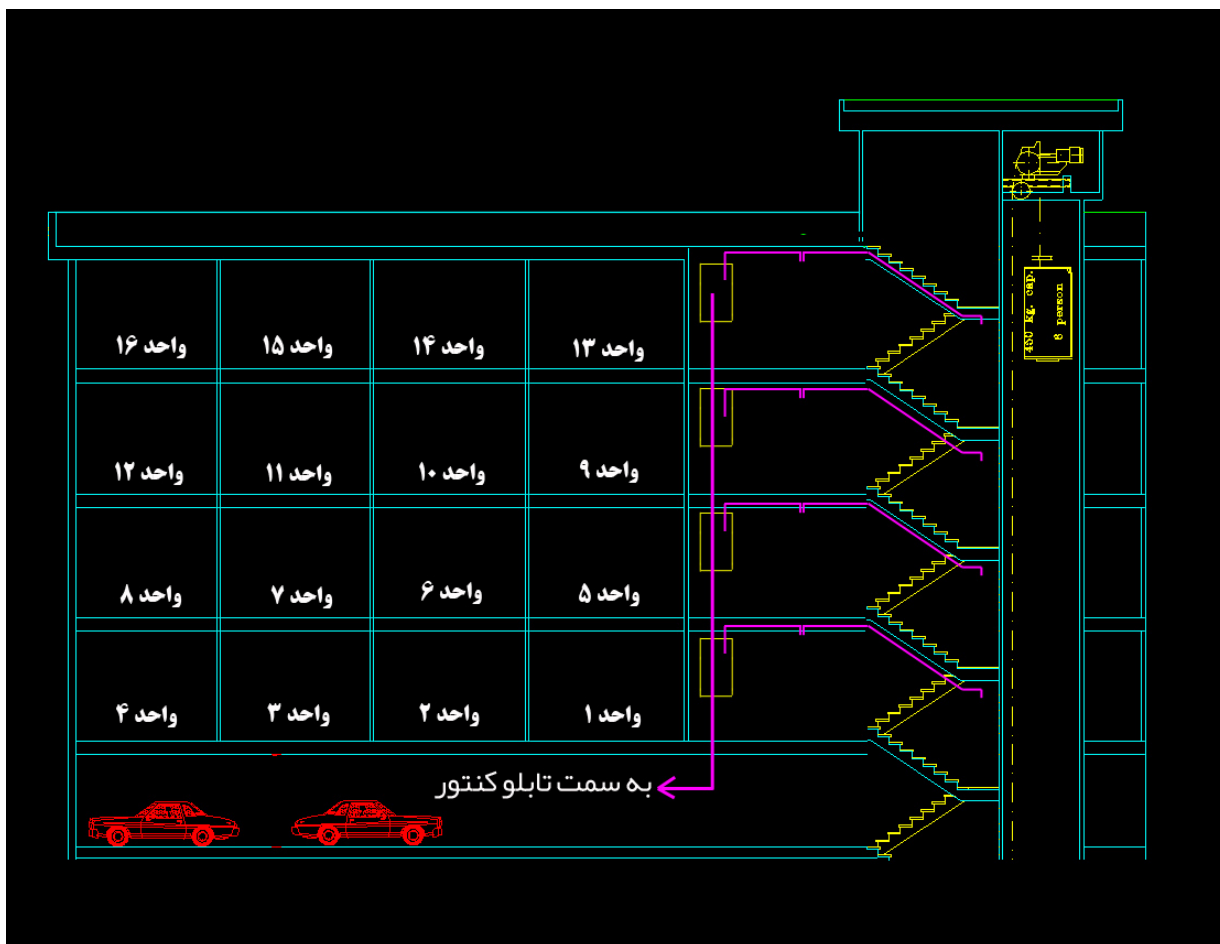 450 kg. cap.
8 person
واحد ۱۳
واحد ۱۴
واحد ۱۵
واحد ۱۶
واحد ۹
واحد ۱۰
واحد ۱۱
واحد ۱۲
واحد ۵
واحد ۶
واحد ۷
واحد ۸
واحد ۱
واحد ۲
واحد ۳
واحد ۴
به سمت تابلو کنتور